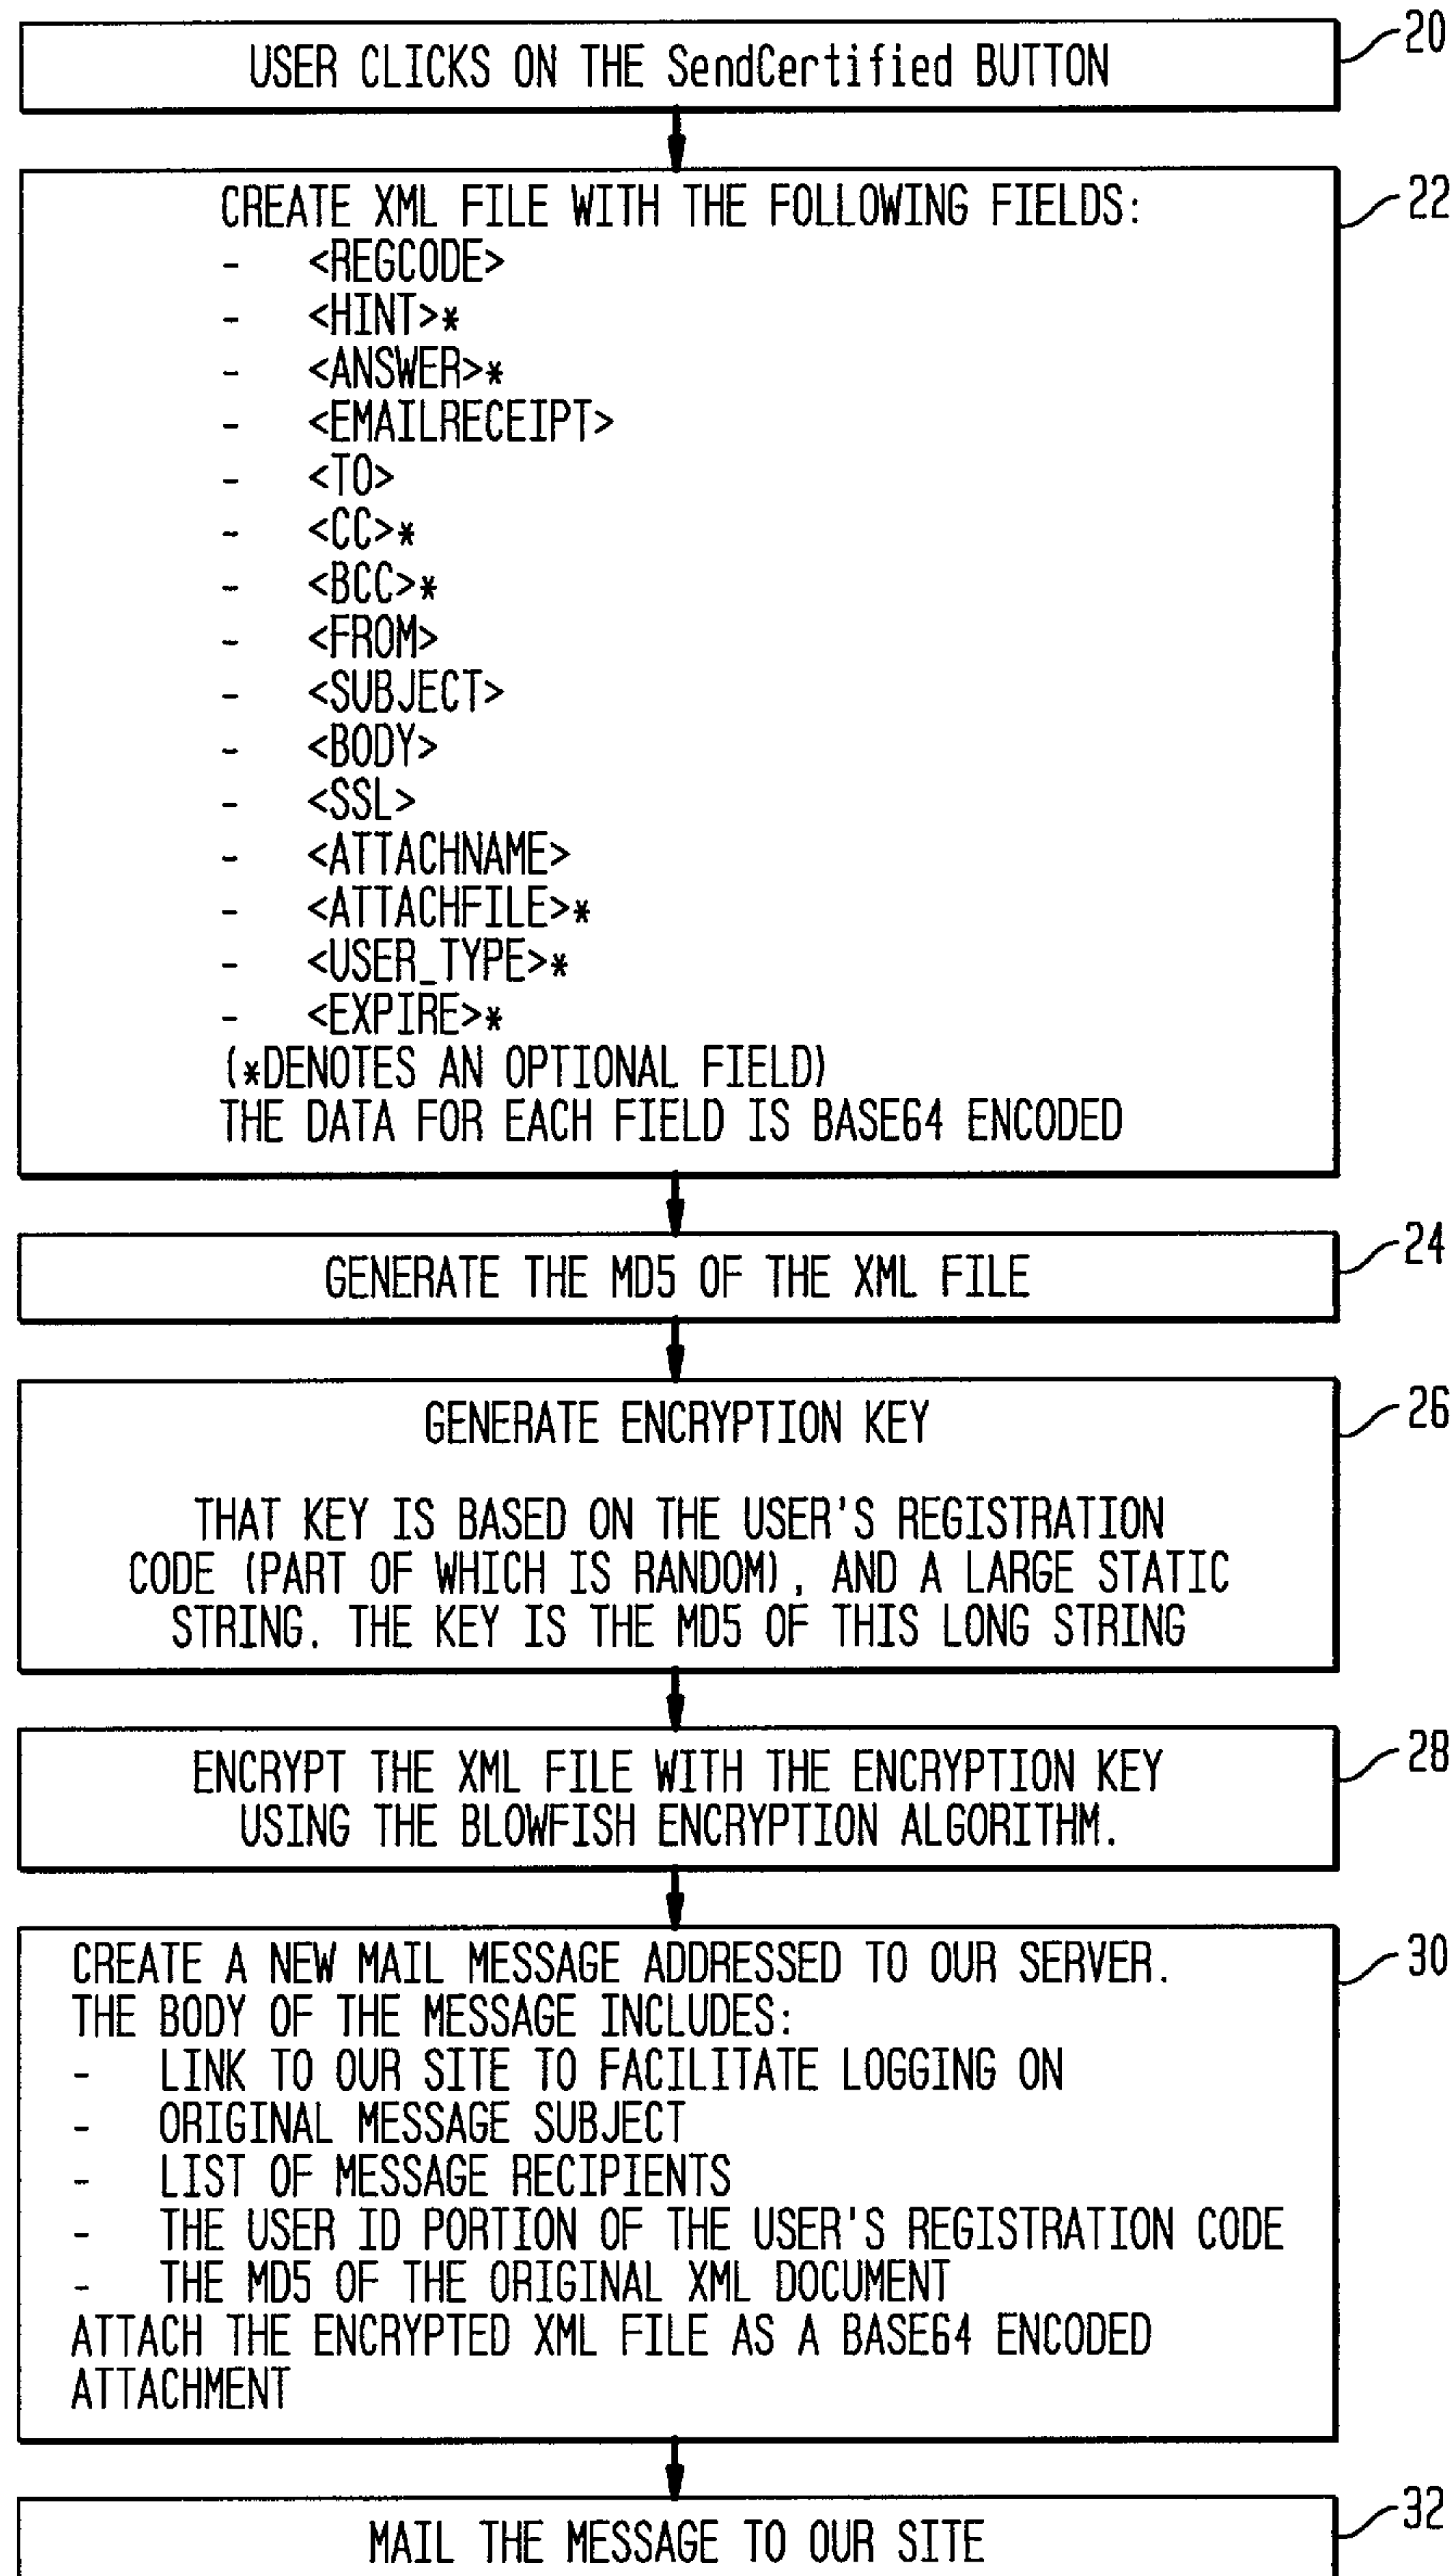 USER CLICKS ON THE SendCertified BUTTON
20
CREATE XML FILE WITH THE FOLLOWING FIELDS:
22
- <REGCODE>
- <HINT>*
- <ANSWER>*
- <EMAILRECEIPT>
- <TO>
- <CC>*
- <BCC>*
- <FROM>
- <SUBJECT>
- <BODY>
- <SSL>
- <ATTACHNAME>
- <ATTACHFILE>*
- <USER_TYPE>*
- <EXPIRE>*
(*DENOTES AN OPTIONAL FIELD)
THE DATA FOR EACH FIELD IS BASE64 ENCODED
GENERATE THE MD5 OF THE XML FILE
24
GENERATE ENCRYPTION KEY
26
THAT KEY IS BASED ON THE USER'S REGISTRATION
CODE (PART OF WHICH IS RANDOM), AND A LARGE STATIC
STRING. THE KEY IS THE MD5 OF THIS LONG STRING
ENCRYPT THE XML FILE WITH THE ENCRYPTION KEY
USING THE BLOWFISH ENCRYPTION ALGORITHM.
28
CREATE A NEW MAIL MESSAGE ADDRESSED TO OUR SERVER.
30
THE BODY OF THE MESSAGE INCLUDES:
- LINK TO OUR SITE TO FACILITATE LOGGING ON
- ORIGINAL MESSAGE SUBJECT
- LIST OF MESSAGE RECIPIENTS
- THE USER ID PORTION OF THE USER'S REGISTRATION CODE
- THE MD5 OF THE ORIGINAL XML DOCUMENT
ATTACH THE ENCRYPTED XML FILE AS A BASE64 ENCODED
ATTACHMENT
MAIL THE MESSAGE TO OUR SITE
32